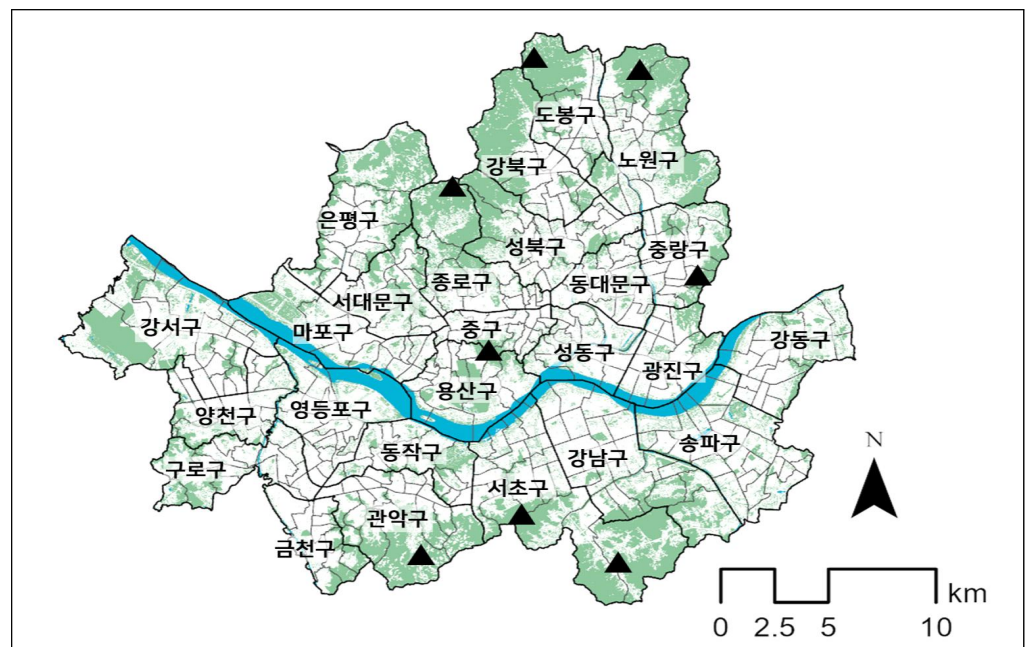 도봉구
강북구
노원구
은평구
성북구
중랑구
종로구
동대문구
서대문구
강서구
마포구
중구
성동구
강동구
광진구
용산구
양천구
영등포구
동작구
강남구
송파구
구로구
서초구
관악구
금천구
N
km
0 2.5 5 10